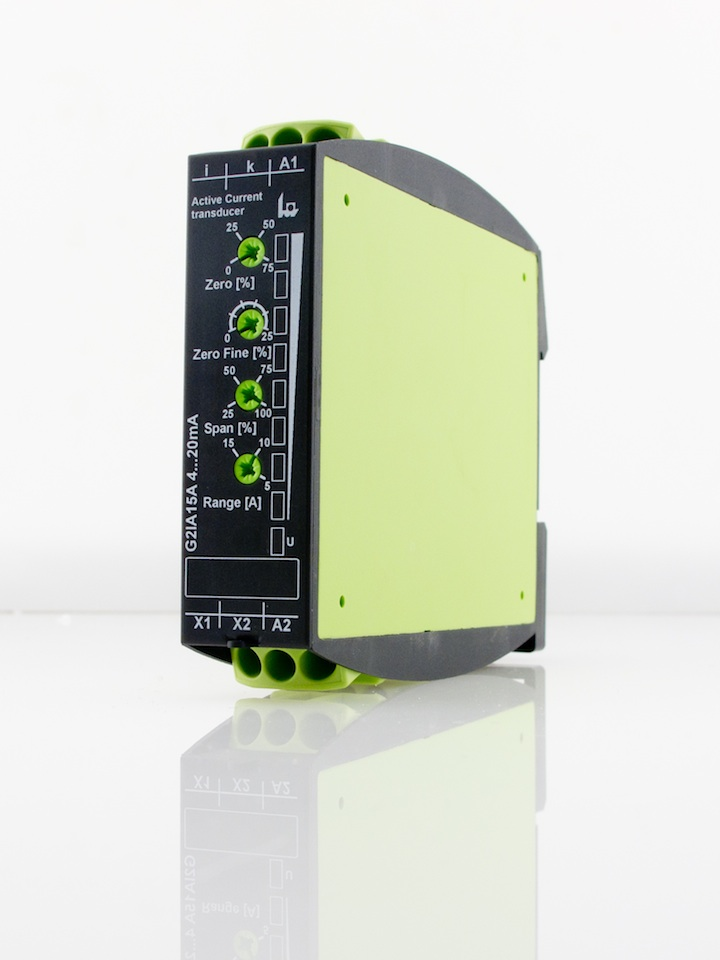 i k A1
Active Current
transducer
25 50
0 75
Zero [%]
0 25
Zero Fine [%]
50 75
25 100
Span [%]
15 10
5
Range [A]
G2IA15A 4...20mA
U
X1 X2 A2